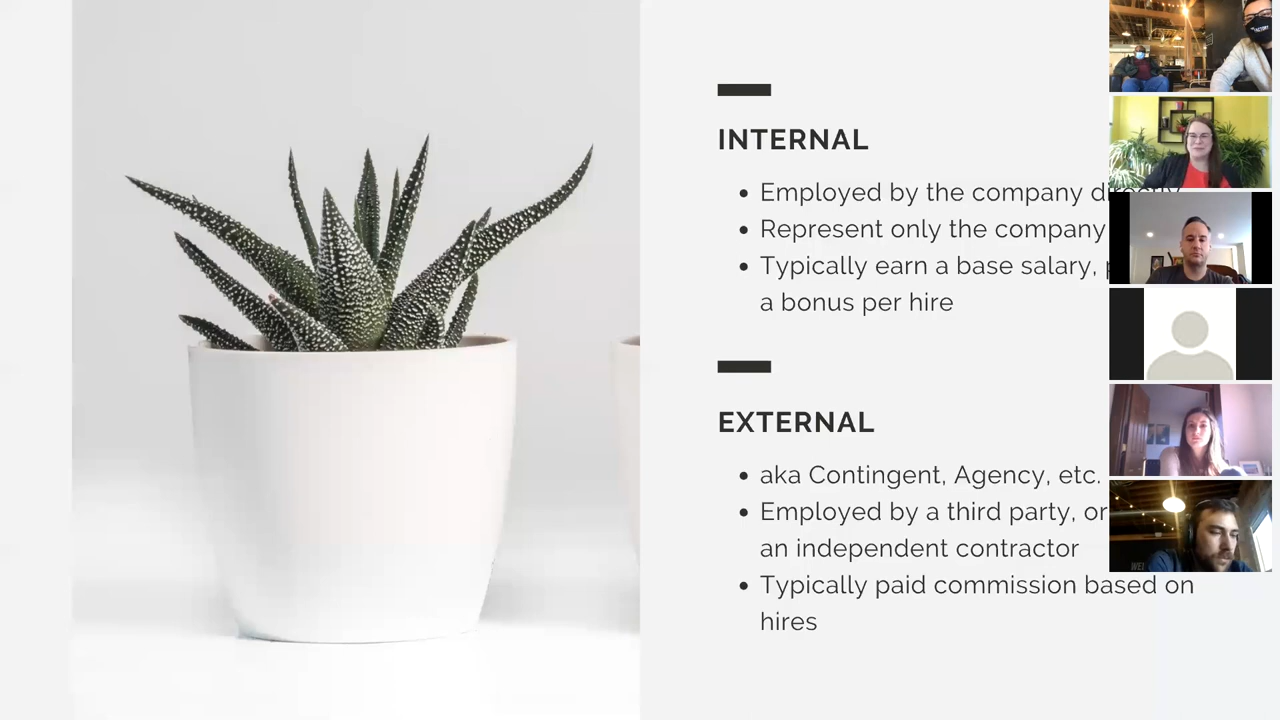 INTERNAL
Employed by the company directly
Represent only the company
Typically earn a base salary,
a bonus per hire
EXTERNAL
aka Contingent, Agency, etc.
Employed by a third party, or
an independent contractor
Typically paid commission based on
hires